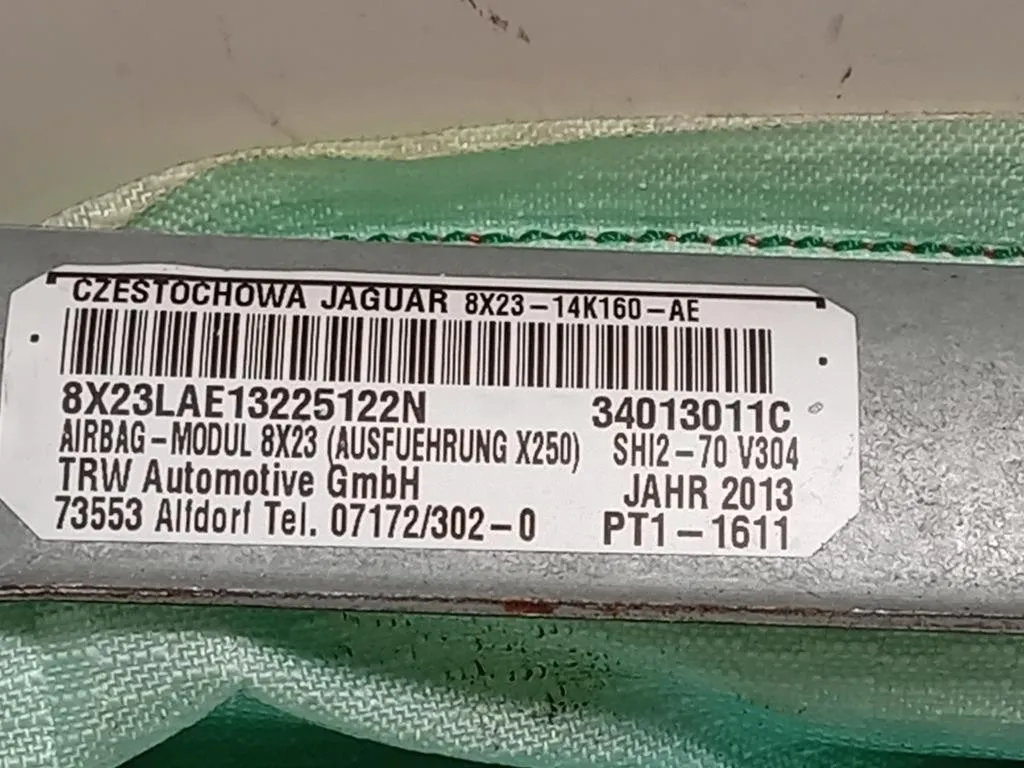 CZESTOCHOWA JAGUAR 8X23-14K160-AE
8X23LAE13225122N 34013011C
AIRBAG-MODUL 8X23 (AUSFUEHRUNG X250) SHI2-70 V304
TRW Automotive GmbH JAHR 2013
73553 Alfdorf Tel. 07172/302-0 PT1-1611